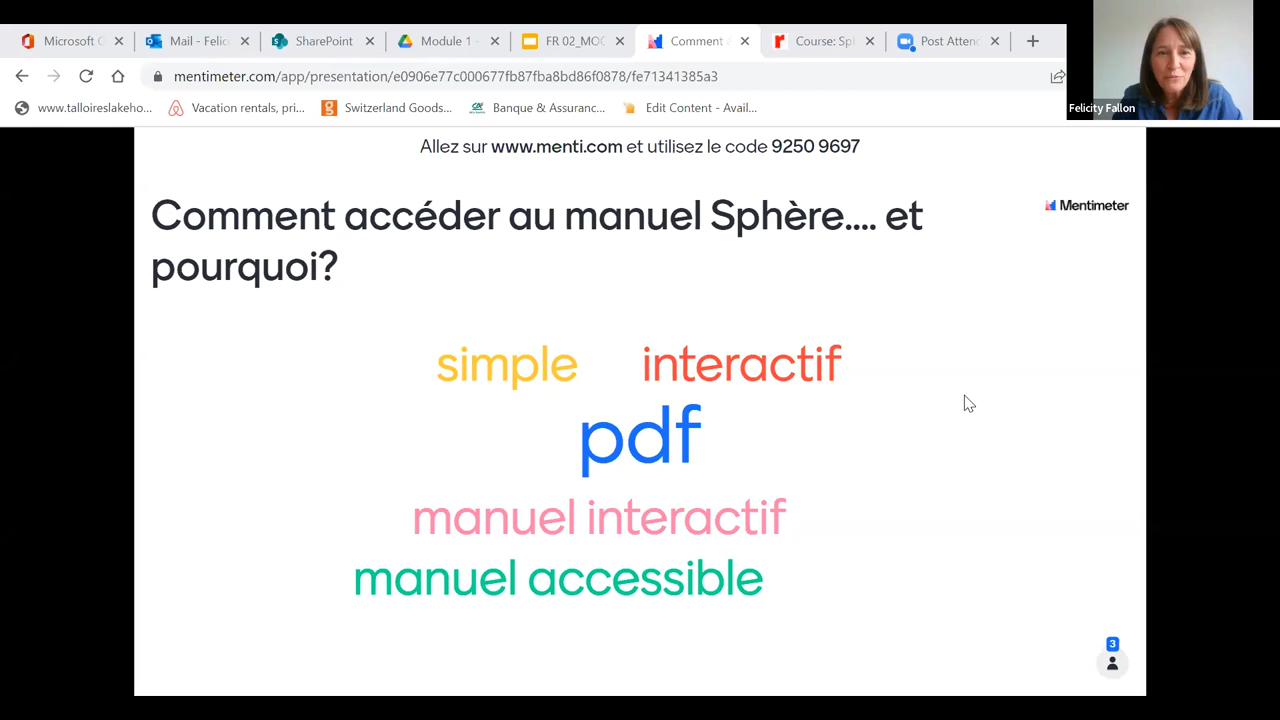 Microsoft O
Mail - Felic
SharePoint
Module 1 -
FR 02_MOO
Comment a
Course: Sph
Post Attend
mentimeter.com/app/presentation/e0906e77c000677fb87fba8bd86f0878/fe71341385a3
www.talloireslakeho...
Vacation rentals, pri...
Switzerland Goods...
Banque & Assuranc...
Edit Content - Avail...
Felicity Fallon
Allez sur www.menti.com et utilisez le code 9250 9697
Comment accéder au manuel Sphère.... et
pourquoi?
Mentimeter
simple interactif
pdf
manuel interactif
manuel accessible
3